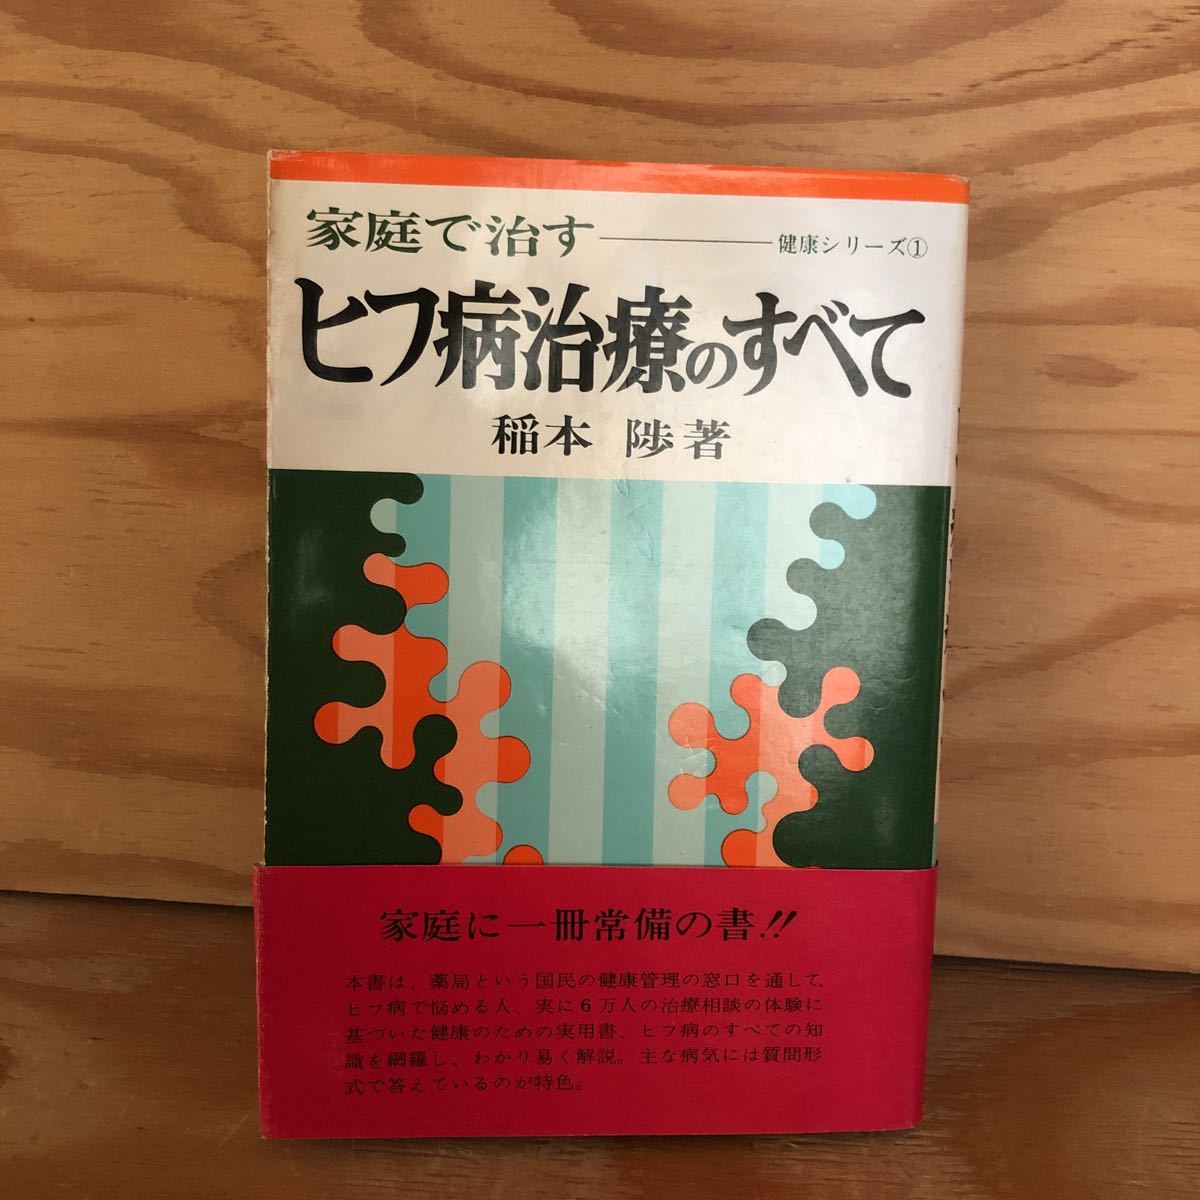 家庭で治す――健康シリーズ①
ヒフ病治療のすべて
稲本 陟著
家庭に一冊常備の書!!
本書は、薬局という国民の健康管理の窓口を通して、
ヒフ病で悩める人、実に6万人の治療相談の体験に
基づいた健康のための実用書、ヒフ病のすべての知
識を網羅し、わかり易く解説。主な病気には質問形
式で答えているのが特色。